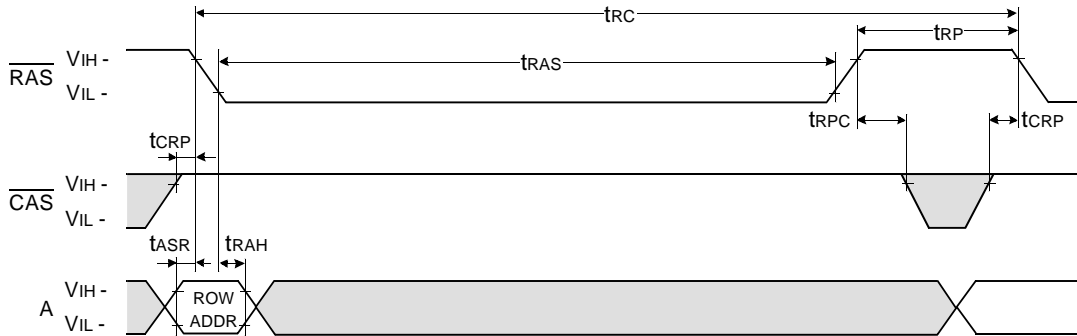 tRC
tRP
RAS
VIH -
VIL -
tRAS
tRPC
tCRP
tCRP
CAS
VIH -
VIL -
tASR
tRAH
A
VIH -
VIL -
ROW
ADDR